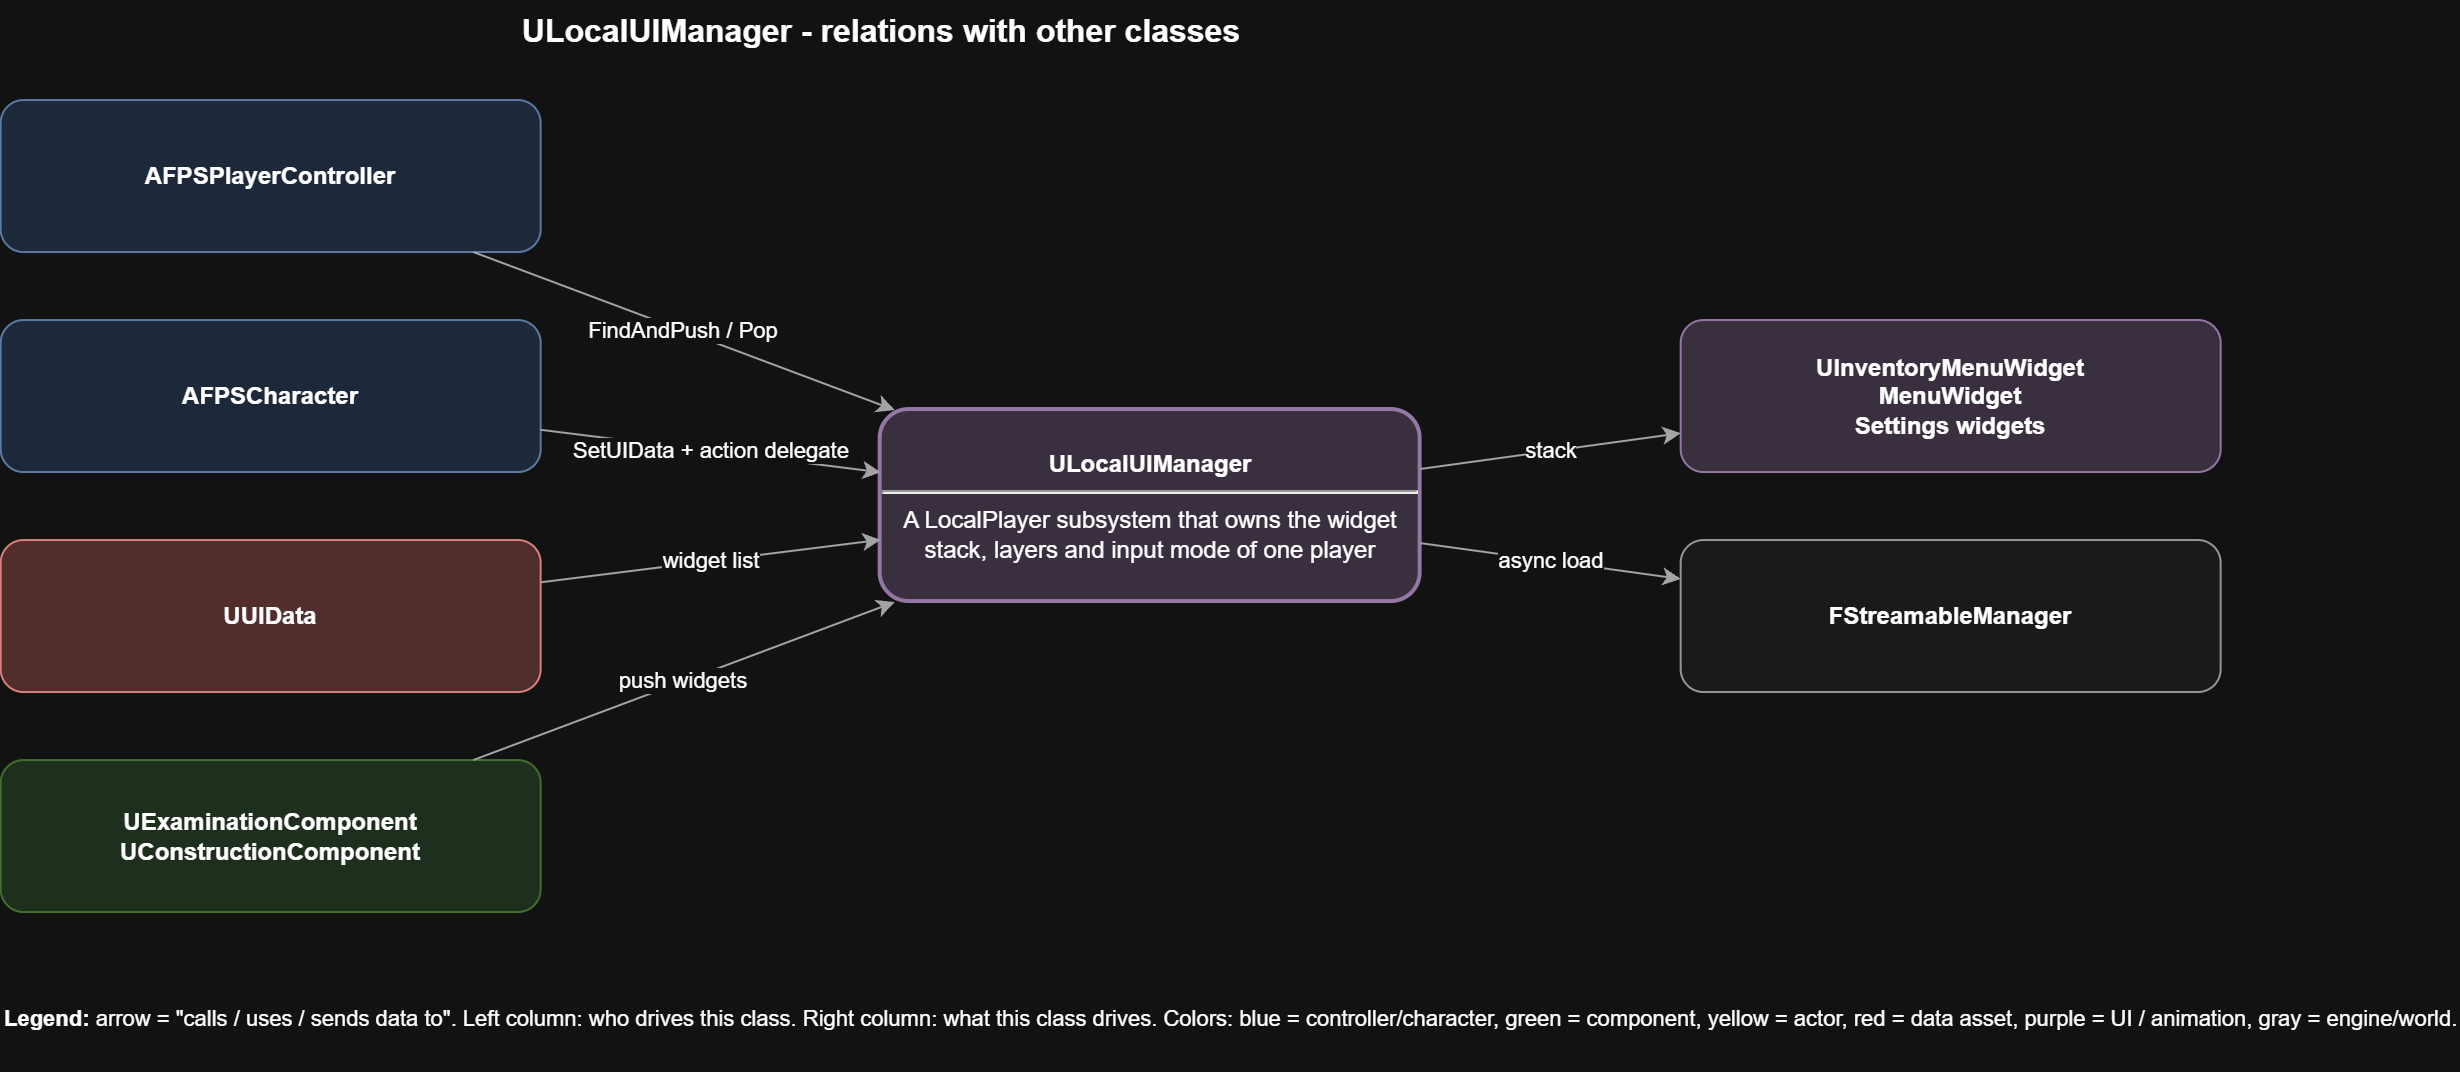 ULocalUIManager - relations with other classes
AFPSPlayerController
FindAndPush / Pop
AFPSCharacter
SetUIData + action delegate
UUIData
widget list
UExaminationComponent
UConstructionComponent
push widgets
ULocalUIManager
A LocalPlayer subsystem that owns the widget
stack, layers and input mode of one player
stack
UInventoryMenuWidget
MenuWidget
Settings widgets
async load
FStreamableManager
Legend: arrow = "calls / uses / sends data to". Left column: who drives this class. Right column: what this class drives. Colors: blue = controller/character, green = component, yellow = actor, red = data asset, purple = UI / animation, gray = engine/world.